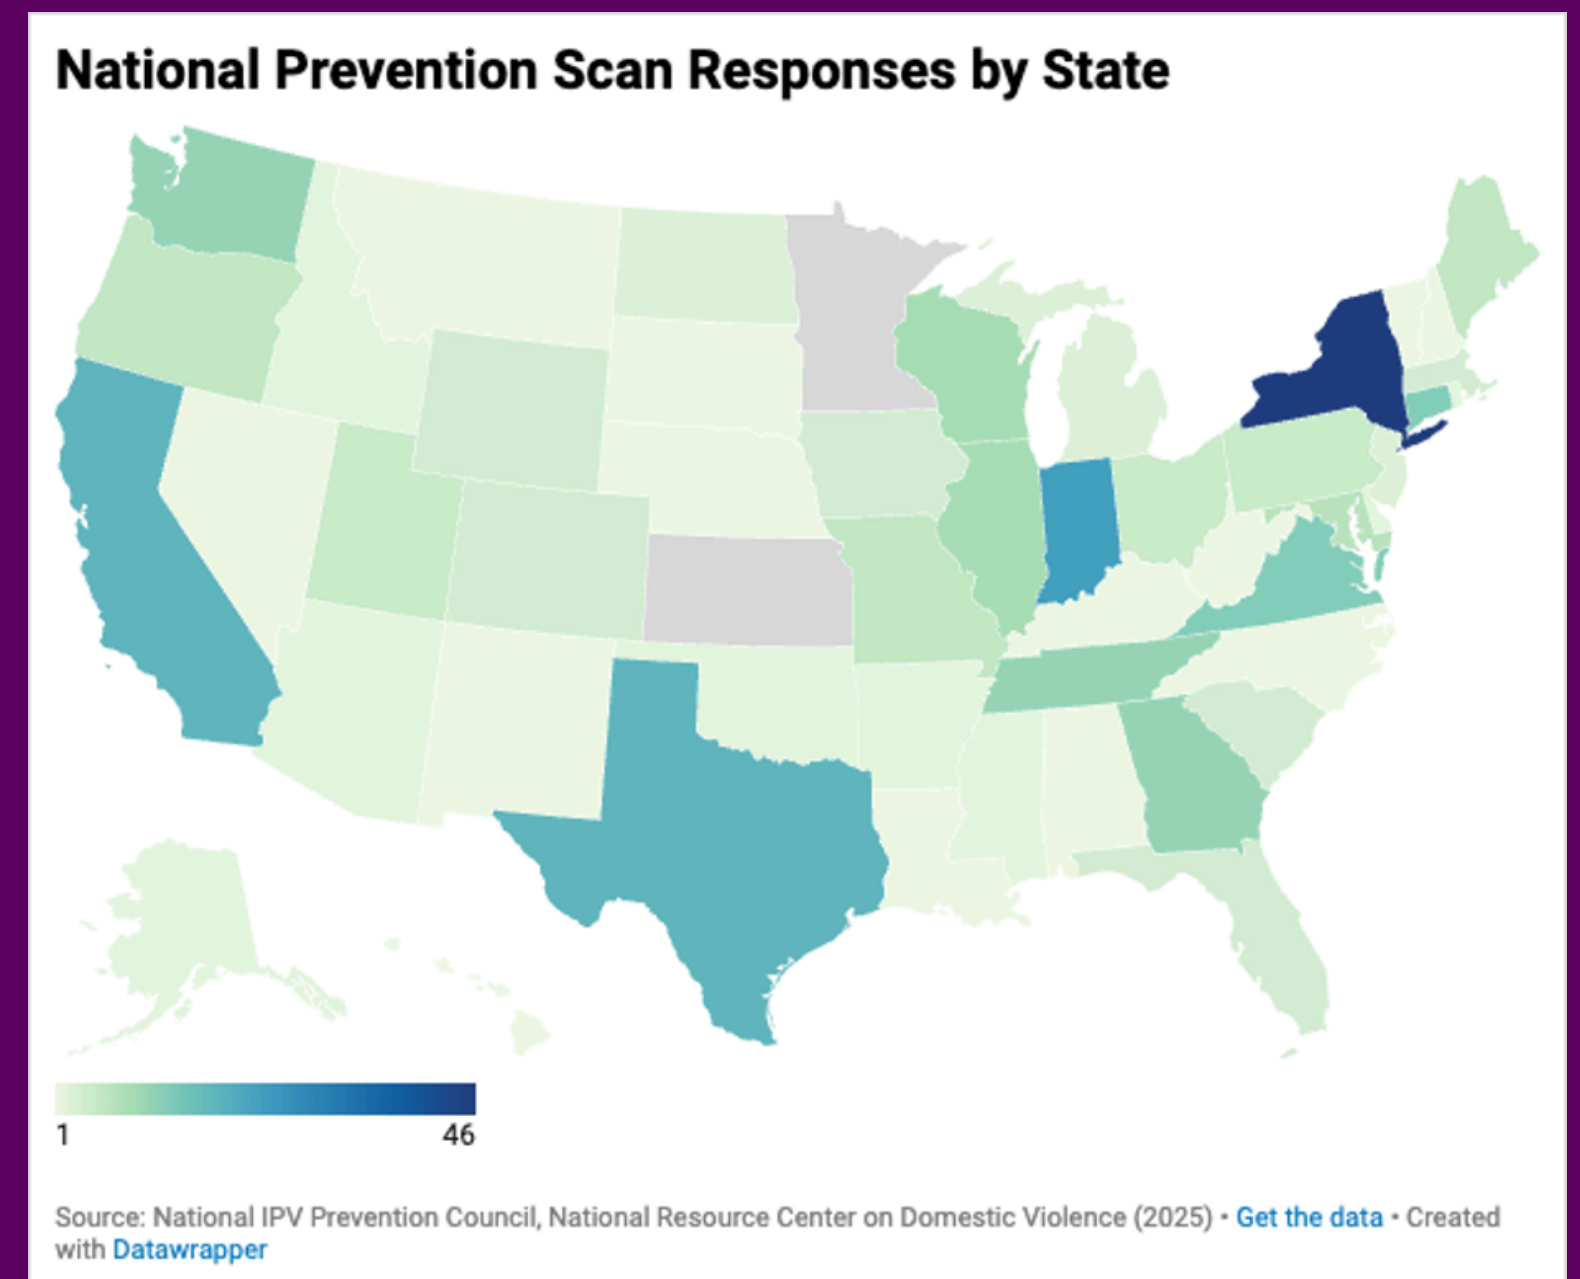 National Prevention Scan Responses by State
1
46
Source: National IPV Prevention Council, National Resource Center on Domestic Violence (2025) • Get the data • Created
with Datawrapper